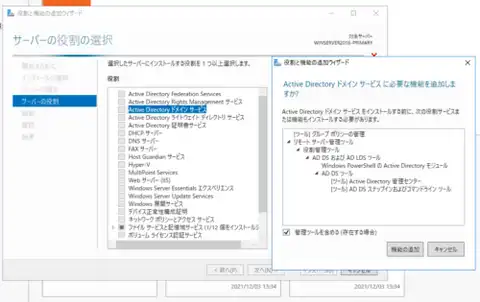 役割と機能の追加ウィザード
サーバーの役割の選択
対象サーバー
サーバーの役割
選択したサーバーにインストールする役割を 1 つ以上選択します。
役割
Active Directory Federation Services
Active Directory Rights Management サービス
Active Directory ドメイン サービス
Active Directory ライトウェイト ディレクトリ サービス
Active Directory 証明書サービス
DHCP サーバー
DNS サーバー
FAX サーバー
Host Guardian サービス
Hyper-V
MultiPoint Services
Web サーバー (IIS)
Windows Server Essentials エクスペリエンス
Windows Server Update Services
Windows 展開サービス
デバイス正常性構成証明
ネットワーク ポリシーとアクセス サービス
ファイル サービスと記憶域サービス (1/12 個をインストール
ボリューム ライセンス認証サービス
< 前へ(P)
次へ(N) >
キャンセル
役割と機能の追加ウィザード
Active Directory ドメイン サービス に必要な機能を追加しま
すか?
Active Directory ドメイン サービス をインストールする前に、次の役割サービスま
たは機能をインストールする必要があります。
[ツール] グループ ポリシーの管理
リモート サーバー管理ツール
役割管理ツール
AD DS および AD LDS ツール
Windows PowerShell の Active Directory モジュール
AD DS ツール
[ツール] Active Directory 管理センター
[ツール] AD DS スナップインおよびコマンドライン ツール
管理ツールを含める (存在する場合)
機能の追加
キャンセル
2021/12/03 13:04
2021/12/03 13:04